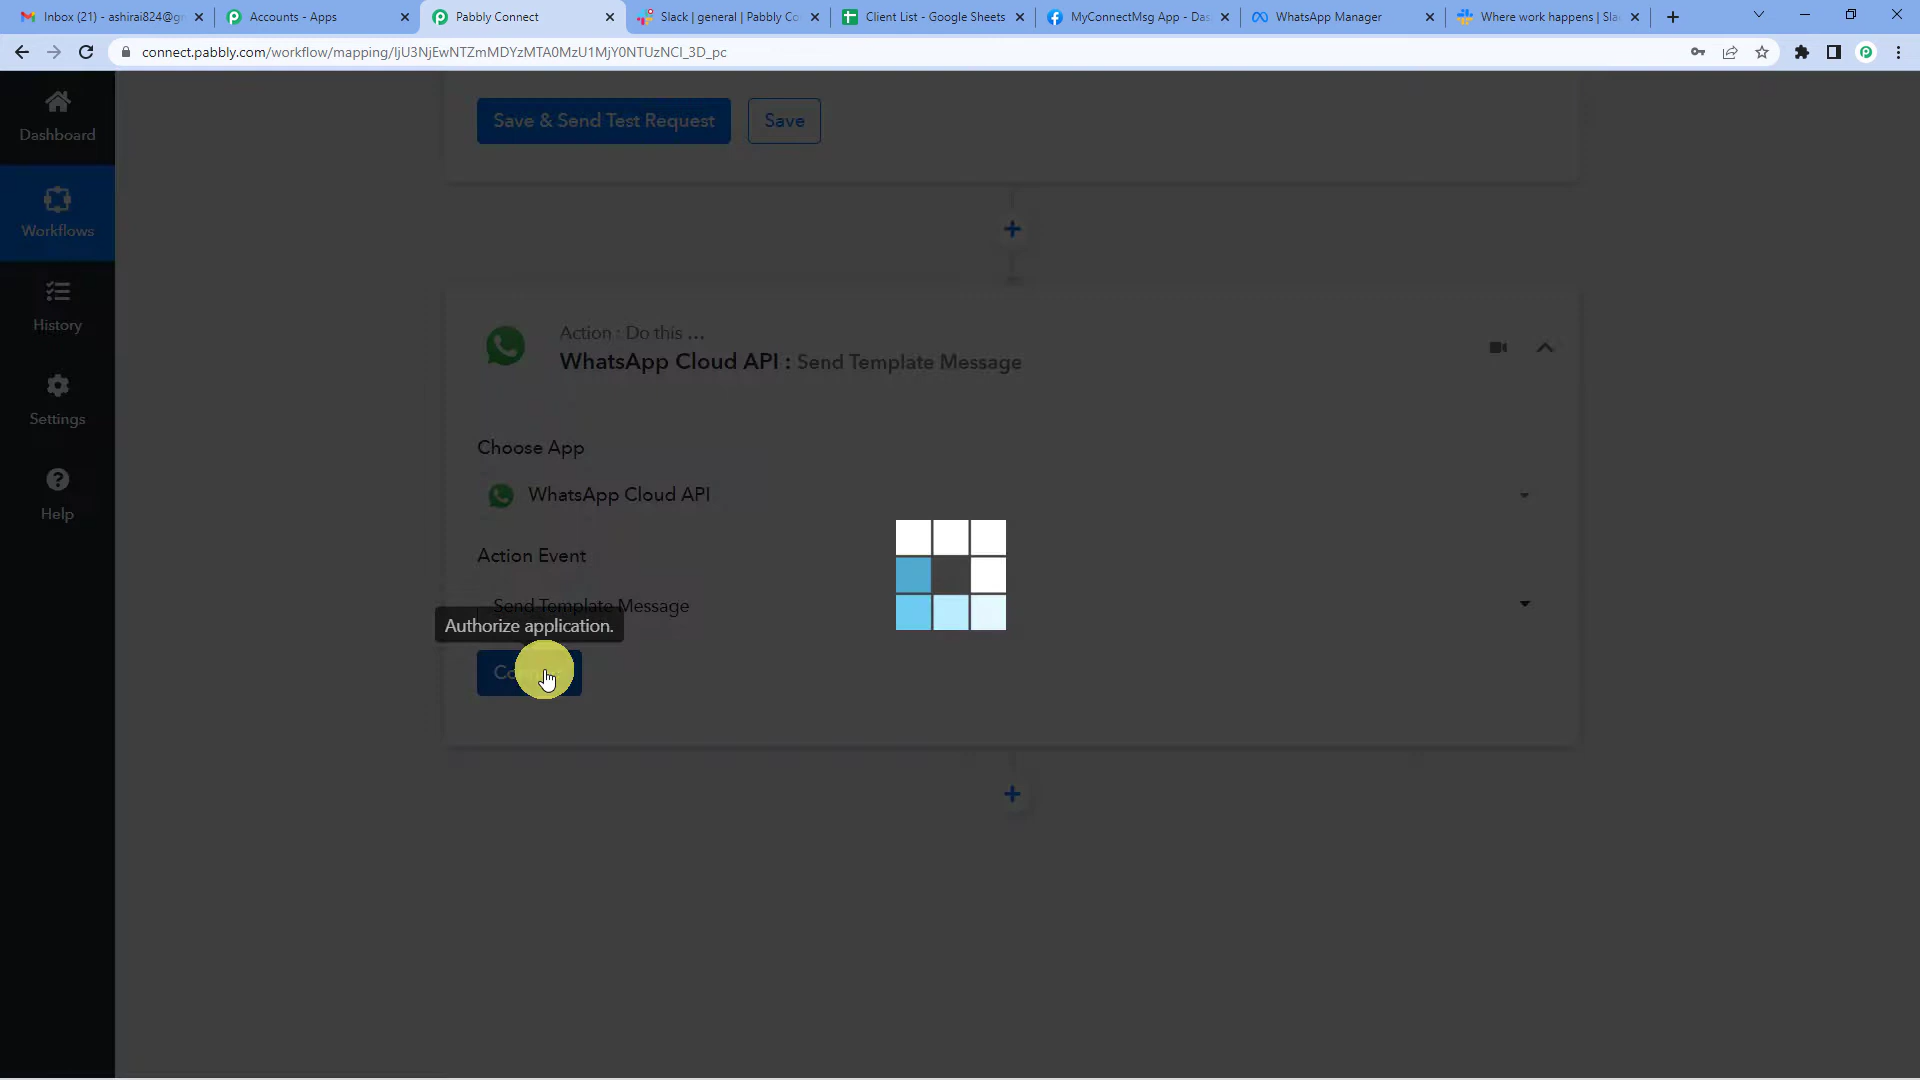 Inbox (21) - ashirai824@g
Accounts - Apps
Pabbly Connect
Slack | general | Pabbly Co
Client List - Google Sheets
MyConnectMsg App - Das
WhatsApp Manager
Where work happens | Sla
connect.pabbly.com/workflow/mapping/IjU3NjEwNTZmMDYzMTA0MzU1MjY0NTUzNCI_3D_pc
Dashboard
Workflows
History
Settings
Help
Save & Send Test Request
Save
Action : Do this ...
WhatsApp Cloud API : Send Template Message
Choose App
WhatsApp Cloud API
Action Event
Send Template Message
Authorize application.